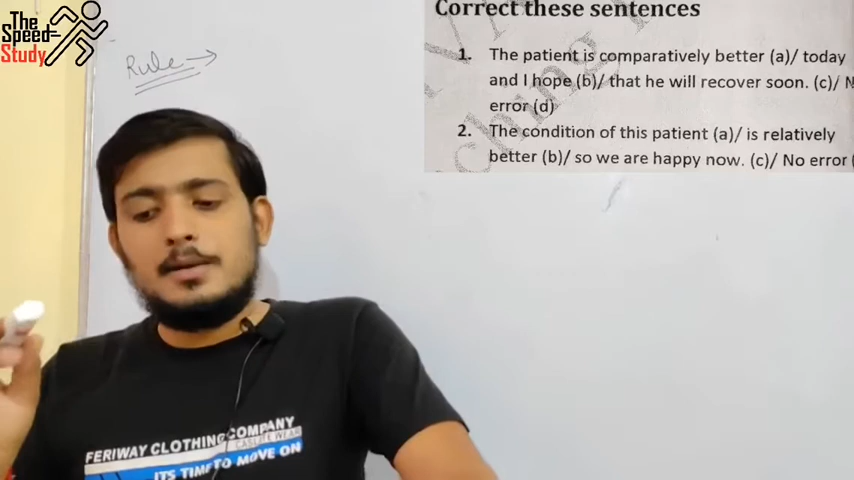 The
Speed
Study
Rule →
Correct these sentences
1. The patient is comparatively better (a)/ today
and I hope (b)/ that he will recover soon. (c)/ N
error (d)
2. The condition of this patient (a)/ is relatively
better (b)/ so we are happy now. (c)/ No error (
FERIWAY CLOTHING COMPANY
CASLITE WEAR
ITS TIME TO MOVE ON